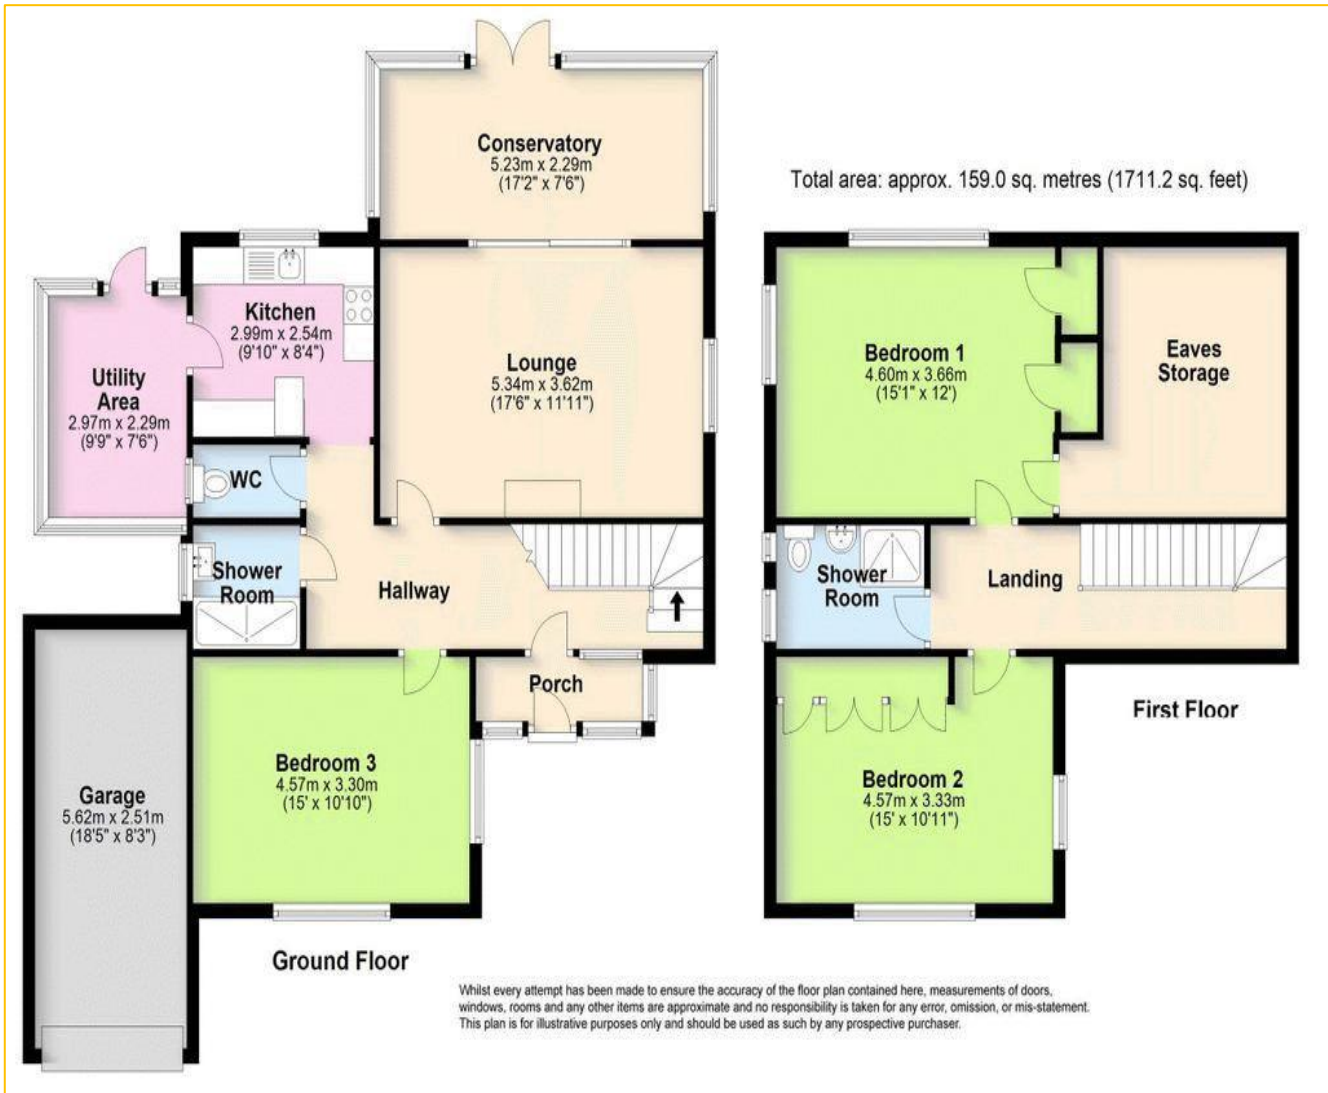 Conservatory
5.23m x 2.29m
(17'2" x 7'6")
Total area: approx. 159.0 sq. metres (1711.2 sq. feet)
Kitchen
2.99m x 2.54m
(9'10" x 8'4")
Lounge
5.34m x 3.62m
(17'6" x 11'11")
Utility
Area
2.97m x 2.29m
(9'9" x 7'6")
WC
Shower
Room
Hallway
Porch
Bedroom 3
4.57m x 3.30m
(15' x 10'10")
Garage
5.62m x 2.51m
(18'5" x 8'3")
Ground Floor
Bedroom 1
4.60m x 3.66m
(15'1" x 12')
Eaves
Storage
Shower
Room
Landing
Bedroom 2
4.57m x 3.33m
(15' x 10'11")
First Floor
Whilst every attempt has been made to ensure the accuracy of the floor plan contained here, measurements of doors,
windows, rooms and any other items are approximate and no responsibility is taken for any error, omission, or mis-statement.
This plan is for illustrative purposes only and should be used as such by any prospective purchaser.